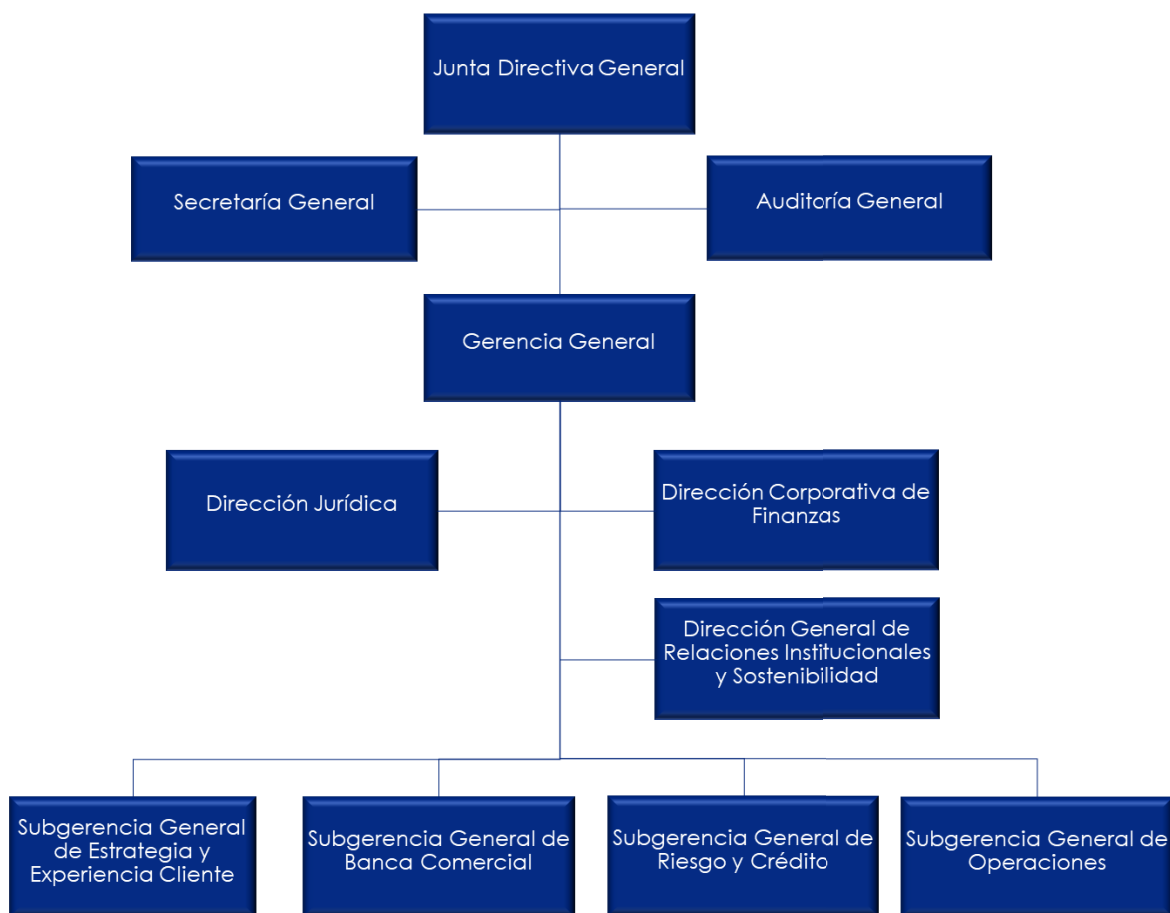 Junta Directiva General
Secretaría General
Auditoría General
Gerencia General
Dirección Jurídica
Dirección Corporativa de
Finanzas
Dirección General de
Relaciones Institucionales
y Sostenibilidad
Subgerencia General
de Estrategia y
Experiencia Cliente
Subgerencia General de
Banca Comercial
Subgerencia General de
Riesgo y Crédito
Subgerencia General de
Operaciones